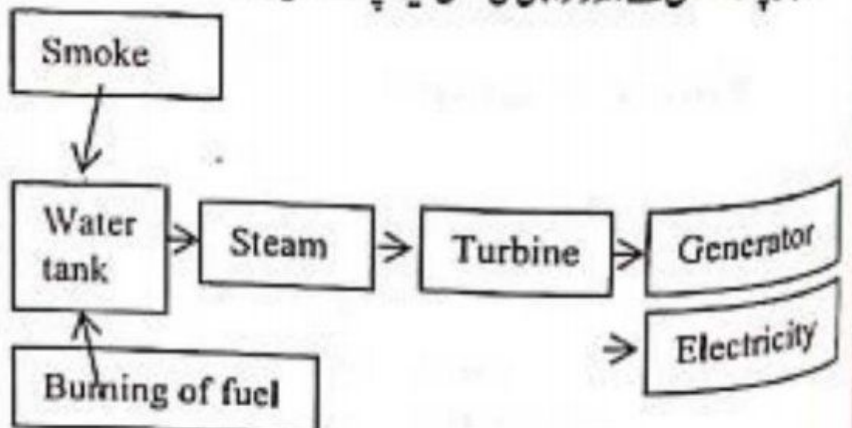 Smoke
Water
tank
Steam
Turbine
Generator
Electricity
Burning of fuel